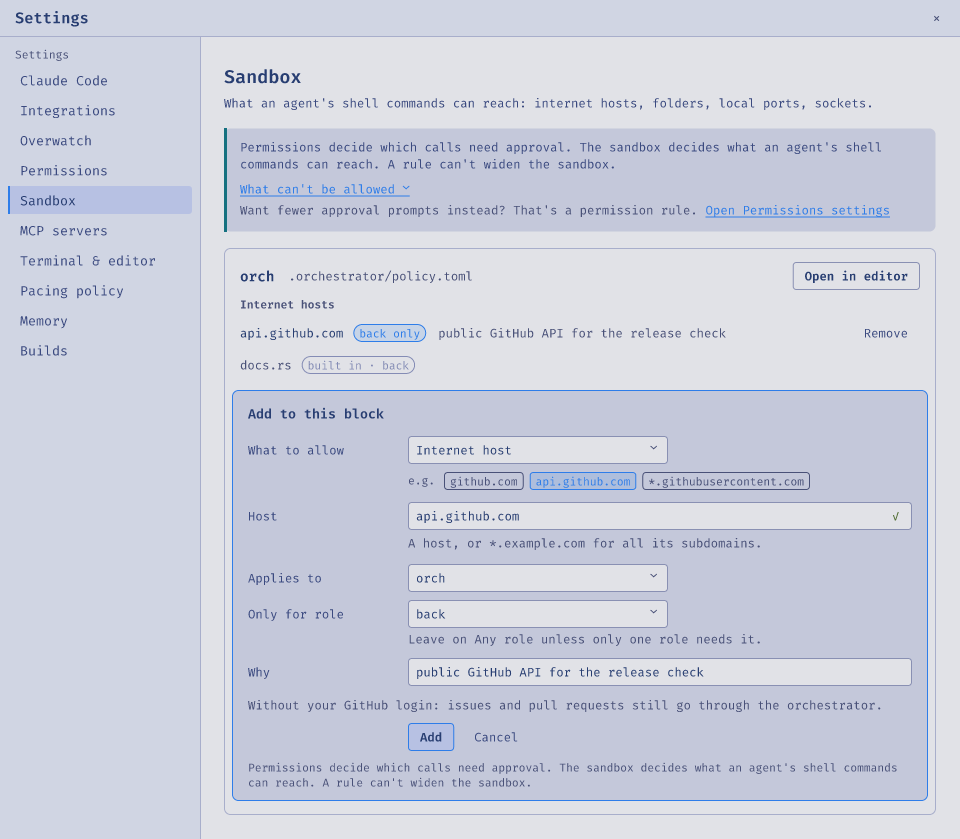 Settings
×
Settings
Claude Code
Integrations
Overwatch
Permissions
Sandbox
MCP servers
Terminal & editor
Pacing policy
Memory
Builds
Sandbox
What an agent's shell commands can reach: internet hosts, folders, local ports, sockets.
Permissions decide which calls need approval. The sandbox decides what an agent's shell
commands can reach. A rule can't widen the sandbox.
What can't be allowed
Want fewer approval prompts instead? That's a permission rule. Open Permissions settings
orch .orchestrator/policy.toml Open in editor
Internet hosts
api.github.com back only public GitHub API for the release check Remove
docs.rs built in · back
Add to this block
What to allow Internet host
e.g. github.com api.github.com *.githubusercontent.com
Host api.github.com √
A host, or *.example.com for all its subdomains.
Applies to orch
Only for role back
Leave on Any role unless only one role needs it.
Why public GitHub API for the release check
Without your GitHub login: issues and pull requests still go through the orchestrator.
Add Cancel
Permissions decide which calls need approval. The sandbox decides what an agent's shell commands
can reach. A rule can't widen the sandbox.